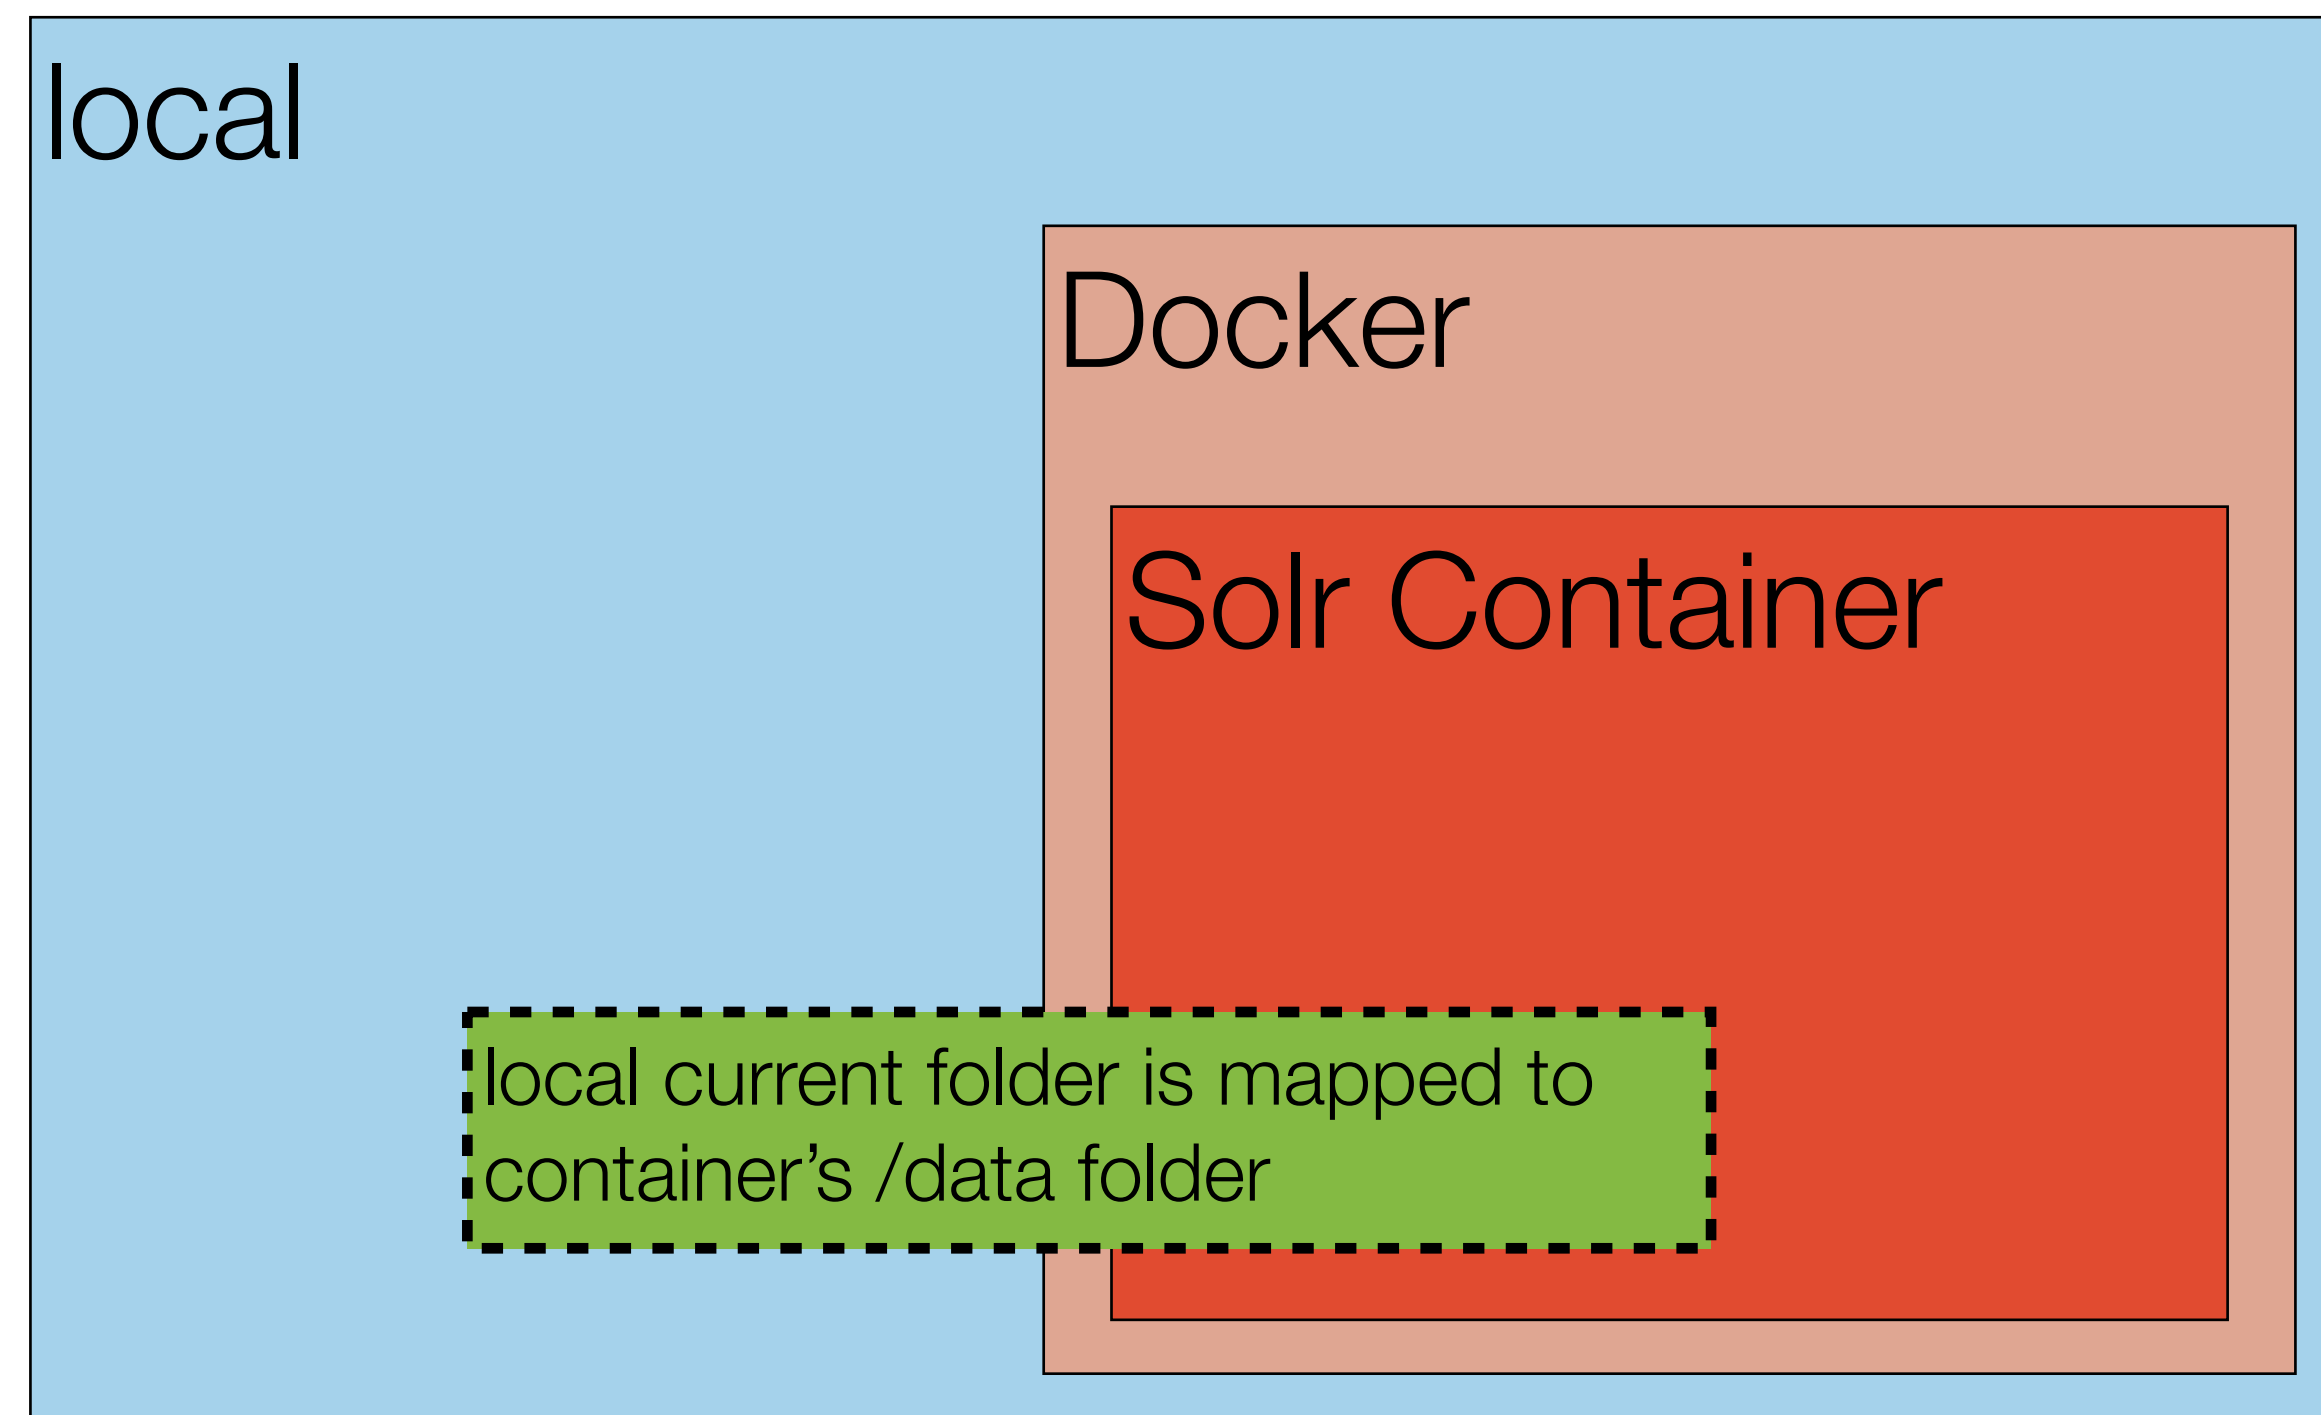 local
Docker
Solr Container
local current folder is mapped to
container’s /data folder